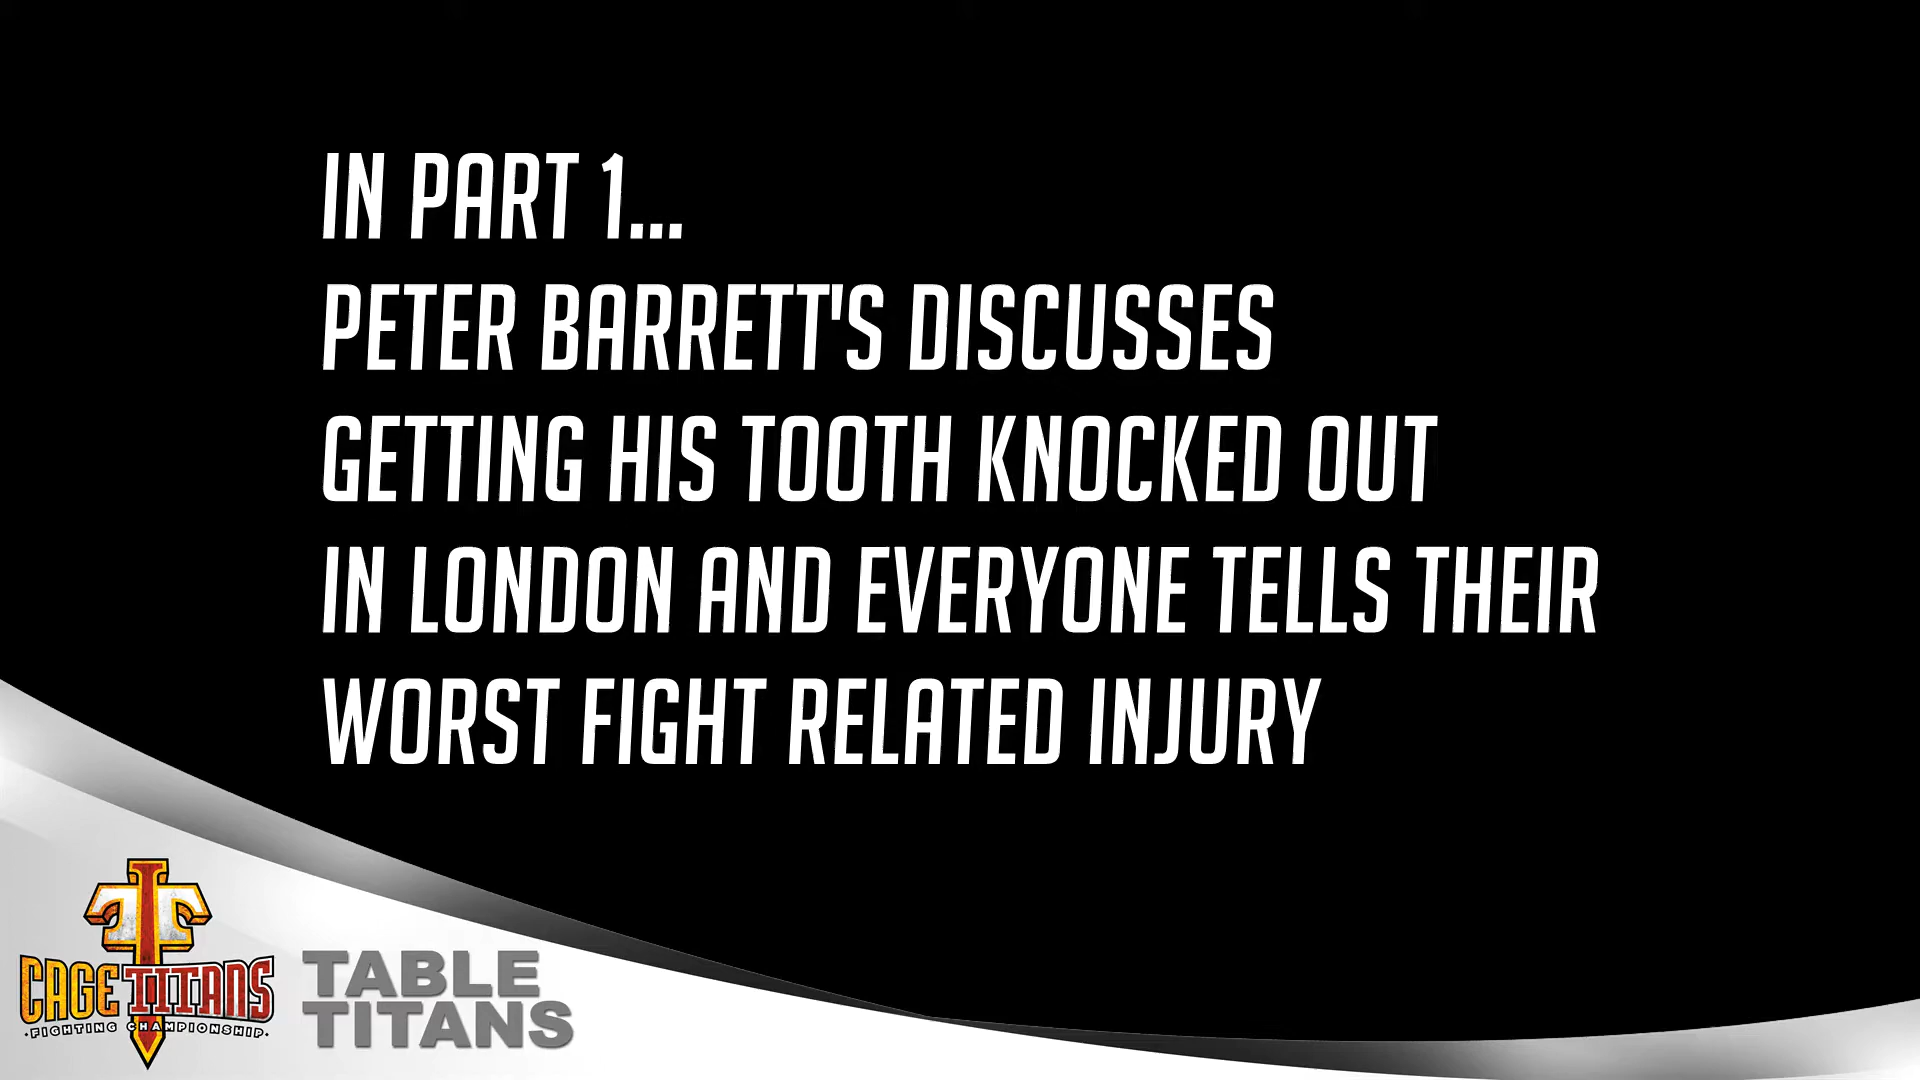 IN PART 1...
PETER BARRETT'S DISCUSSES
GETTING HIS TOOTH KNOCKED OUT
IN LONDON AND EVERYONE TELLS THEIR
WORST FIGHT RELATED INJURY
CAGE TITANS
FIGHTING CHAMPIONSHIP
TABLE
TITANS